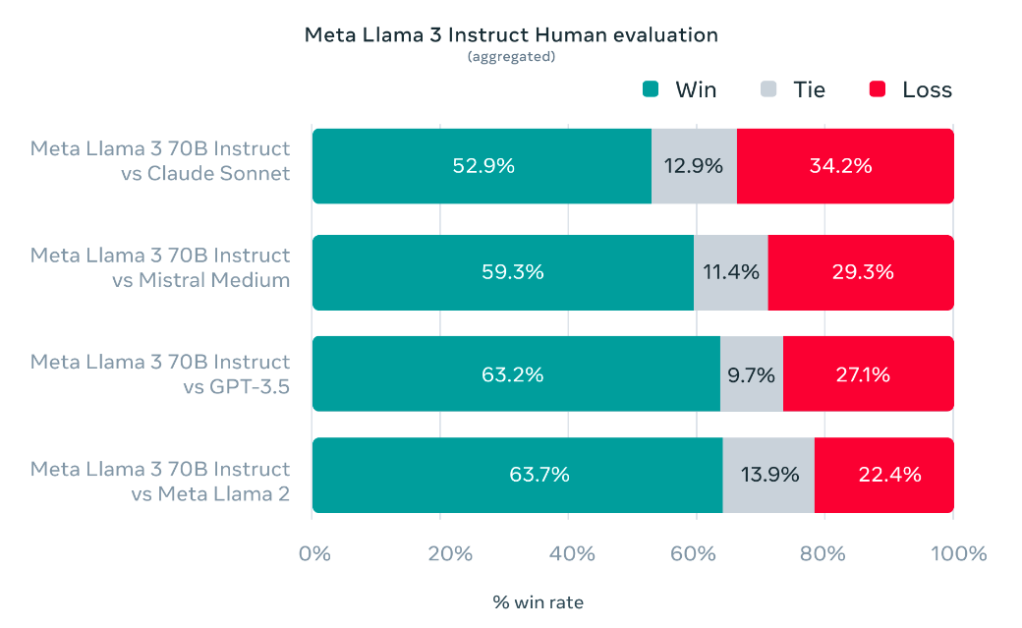 Meta Llama 3 Instruct Human evaluation
(aggregated)
Win Tie Loss
Meta Llama 3 70B Instruct
vs Claude Sonnet
52.9% 12.9% 34.2%
Meta Llama 3 70B Instruct
vs Mistral Medium
59.3% 11.4% 29.3%
Meta Llama 3 70B Instruct
vs GPT-3.5
63.2% 9.7% 27.1%
Meta Llama 3 70B Instruct
vs Meta Llama 2
63.7% 13.9% 22.4%
0% 20% 40% 60% 80% 100%
% win rate